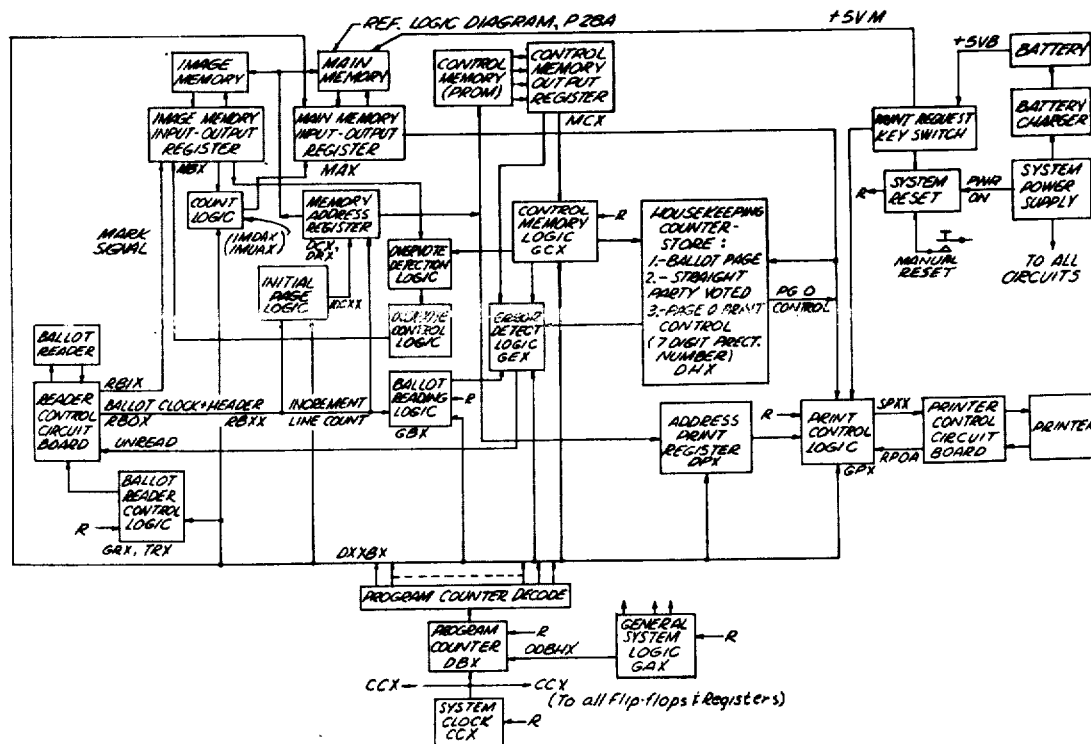 REF. LOGIC DIAGRAM, P28A
+5VM
+5VB
IMAGE
MEMORY
MAIN
MEMORY
CONTROL
MEMORY
(PROM)
CONTROL
MEMORY
OUTPUT
REGISTER
MCX
BATTERY
BATTERY
CHARGER
IMAGE MEMORY
INPUT-OUTPUT
REGISTER
MBX
MAIN MEMORY
INPUT-OUTPUT
REGISTER
MAX
PRINT REQUEST
KEY SWITCH
SYSTEM
RESET
R
PWR
ON
SYSTEM
POWER
SUPPLY
MANUAL
RESET
TO ALL
CIRCUITS
MARK
SIGNAL
COUNT
LOGIC
(IMDAX)
(IMUAX)
MEMORY
ADDRESS
REGISTER
DCX,
DRX,
OVERVOTE
DETECTION
LOGIC
CONTROL
MEMORY
LOGIC
GCX
R
HOUSEKEEPING
COUNTER-
STORE:
1.-BALLOT PAGE
2.-STRAIGHT
PARTY VOTED
3.-PAGE 0 PRINT
CONTROL
(7 DIGIT PRECT.
NUMBER)
DHX
PG 0
CONTROL
INITIAL
PAGE
LOGIC
CONTROL
LOGIC
ERROR
DETECT
LOGIC
GEX
BALLOT
READER
RBIX
READER
CONTROL
CIRCUIT
BOARD
BALLOT CLOCK+HEADER
RBOX
RBXX
INCREMENT
LINE COUNT
UNREAD
BALLOT
READING
LOGIC
GBX
R
ADDRESS
PRINT
REGISTER
DPX
R
PRINT
CONTROL
LOGIC
GPX
SPXX
RPOA
PRINTER
CONTROL
CIRCUIT
BOARD
PRINTER
BALLOT
READER
CONTROL
LOGIC
R
GRX, TRX
DXXBX
PROGRAM COUNTER DECODE
PROGRAM
COUNTER
DBX
R
ODBHX
GENERAL
SYSTEM
LOGIC
GAX
R
CCX
CCX
(To all Flip-flops & Registers)
SYSTEM
CLOCK
CCX
R